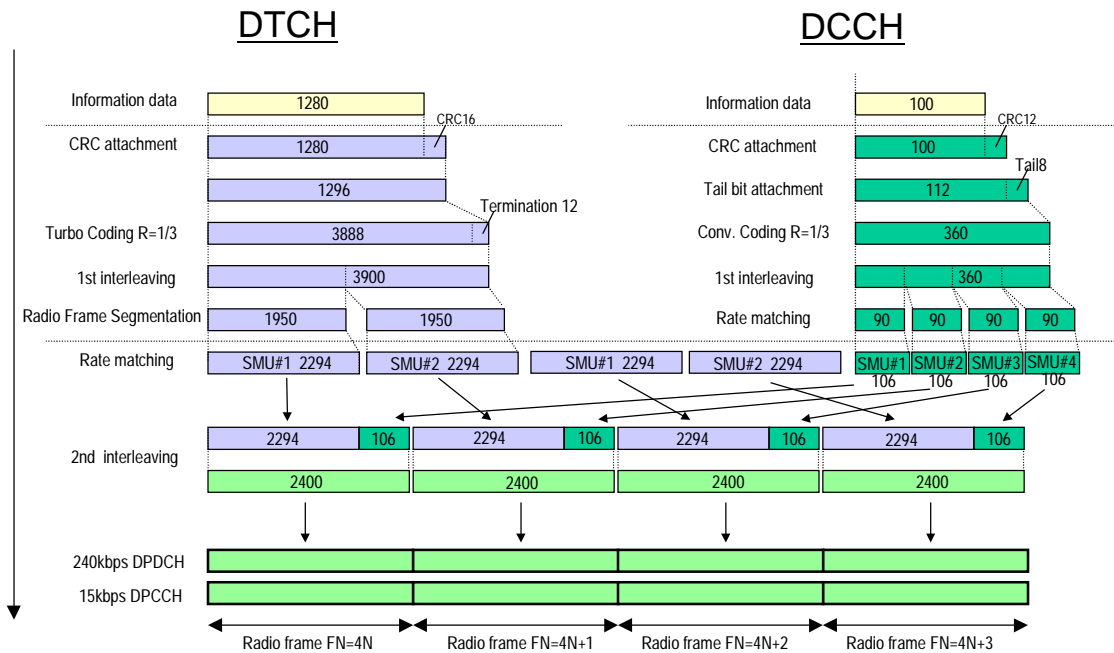 DTCH
DCCH
Information data
1280
Information data
100
CRC16
CRC12
CRC attachment
1280
CRC attachment
100
Tail8
1296
Tail bit attachment
112
Termination 12
Turbo Coding R=1/3
3888
Conv. Coding R=1/3
360
1st interleaving
3900
1st interleaving
360
Radio Frame Segmentation
1950
1950
Rate matching
90
90
90
90
Rate matching
SMU#1 2294
SMU#2 2294
SMU#1 2294
SMU#2 2294
SMU#1
SMU#2
SMU#3
SMU#4
106
106
106
106
2nd interleaving
2294
106
2294
106
2294
106
2294
106
2400
2400
2400
2400
240kbps DPDCH
15kbps DPCCH
Radio frame FN=4N
Radio frame FN=4N+1
Radio frame FN=4N+2
Radio frame FN=4N+3